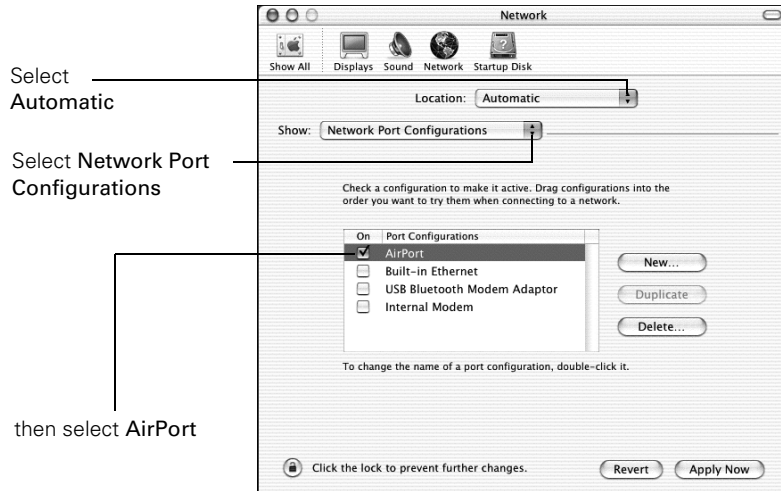 Network
Show All
Displays
Sound
Network
Startup Disk
Select
Automatic
Location: Automatic
Show: Network Port Configurations
Select Network Port
Configurations
Check a configuration to make it active. Drag configurations into the
order you want to try them when connecting to a network.
On Port Configurations
AirPort
Built-in Ethernet
USB Bluetooth Modem Adaptor
Internal Modem
New...
Duplicate
Delete...
To change the name of a port configuration, double-click it.
then select AirPort
Click the lock to prevent further changes.
Revert
Apply Now